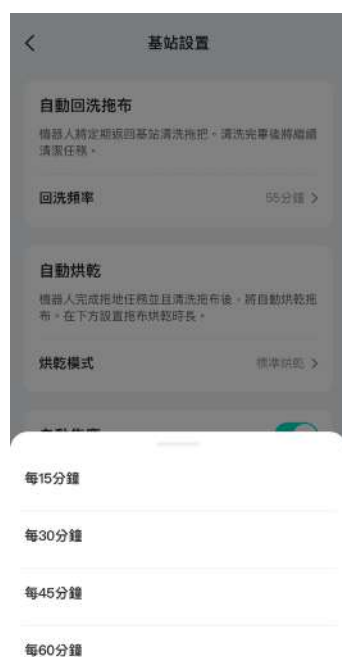 基站設置
自動回洗拖布
機器人將定期返回基站清洗拖把，清洗完畢後將繼續
清潔任務。
回洗頻率
55分鐘
自動烘乾
機器人完成拖地任務並且清洗拖布後，將自動烘乾拖
布。在下方設置拖布烘乾時長。
烘乾模式
標準烘乾
每15分鐘
每30分鐘
每45分鐘
每60分鐘